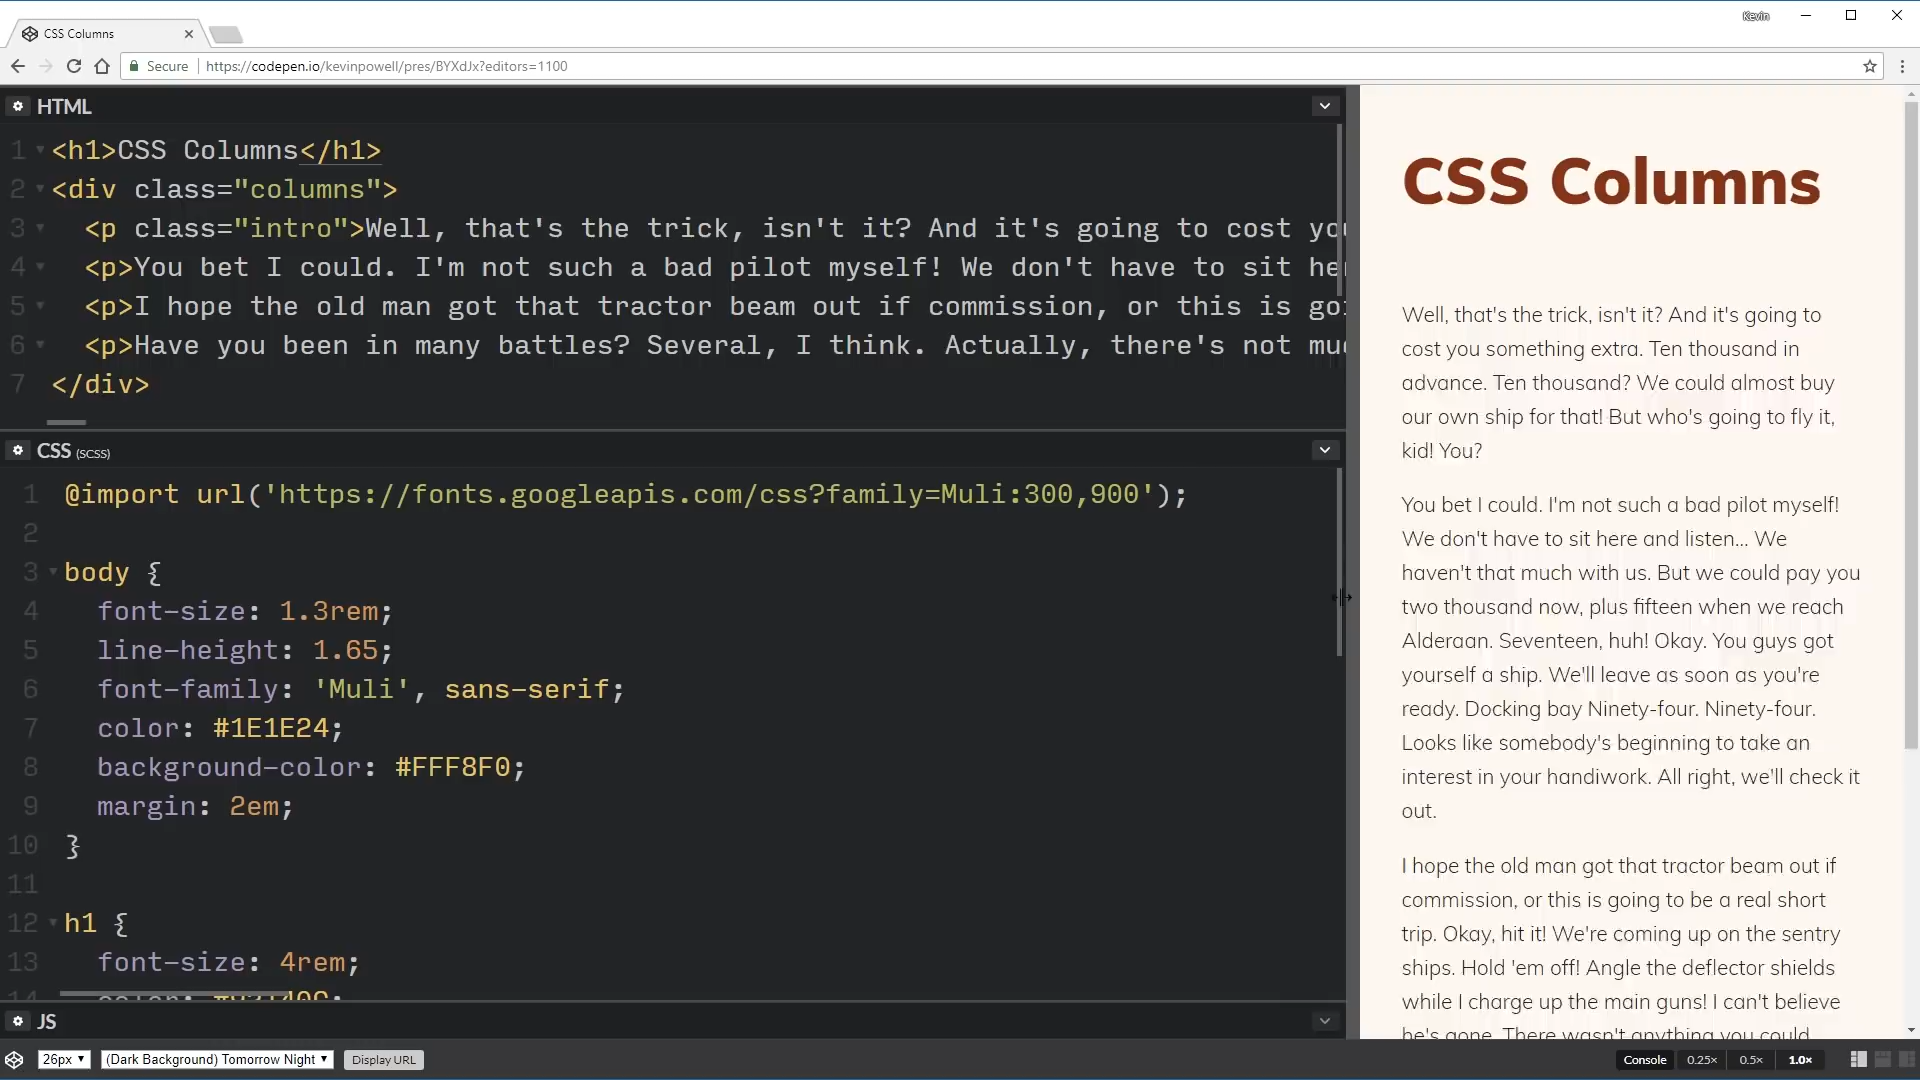 Kevin
CSS Columns
Secure https://codepen.io/kevinpowell/pres/BYXdJx?editors=1100
HTML
1 <h1>CSS Columns</h1>
2 <div class="columns">
3 <p class="intro">Well, that's the trick, isn't it? And it's going to cost you
4 <p>You bet I could. I'm not such a bad pilot myself! We don't have to sit her
5 <p>I hope the old man got that tractor beam out if commission, or this is goi
6 <p>Have you been in many battles? Several, I think. Actually, there's not muc
7 </div>
CSS (SCSS)
1 @import url('https://fonts.googleapis.com/css?family=Muli:300,900');
2
3 body {
4 font-size: 1.3rem;
5 line-height: 1.65;
6 font-family: 'Muli', sans-serif;
7 color: #1E1E24;
8 background-color: #FFF8F0;
9 margin: 2em;
10 }
11
12 h1 {
13 font-size: 4rem;
14 color:
JS
26px (Dark Background) Tomorrow Night Display URL
CSS Columns
Well, that's the trick, isn't it? And it's going to
cost you something extra. Ten thousand in
advance. Ten thousand? We could almost buy
our own ship for that! But who's going to fly it,
kid! You?
You bet I could. I'm not such a bad pilot myself!
We don't have to sit here and listen... We
haven't that much with us. But we could pay you
two thousand now, plus fifteen when we reach
Alderaan. Seventeen, huh! Okay. You guys got
yourself a ship. We'll leave as soon as you're
ready. Docking bay Ninety-four. Ninety-four.
Looks like somebody's beginning to take an
interest in your handiwork. All right, we'll check it
out.
I hope the old man got that tractor beam out if
commission, or this is going to be a real short
trip. Okay, hit it! We're coming up on the sentry
ships. Hold 'em off! Angle the deflector shields
while I charge up the main guns! I can't believe
he's gone. There wasn't anything you could
Console 0.25× 0.5× 1.0×